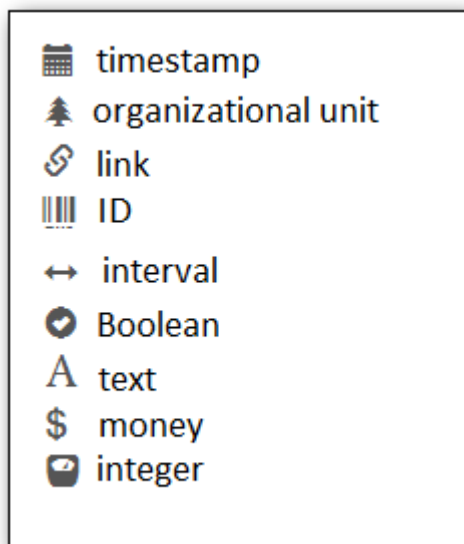 timestamp
organizational unit
link
ID
interval
Boolean
A text
$ money
integer